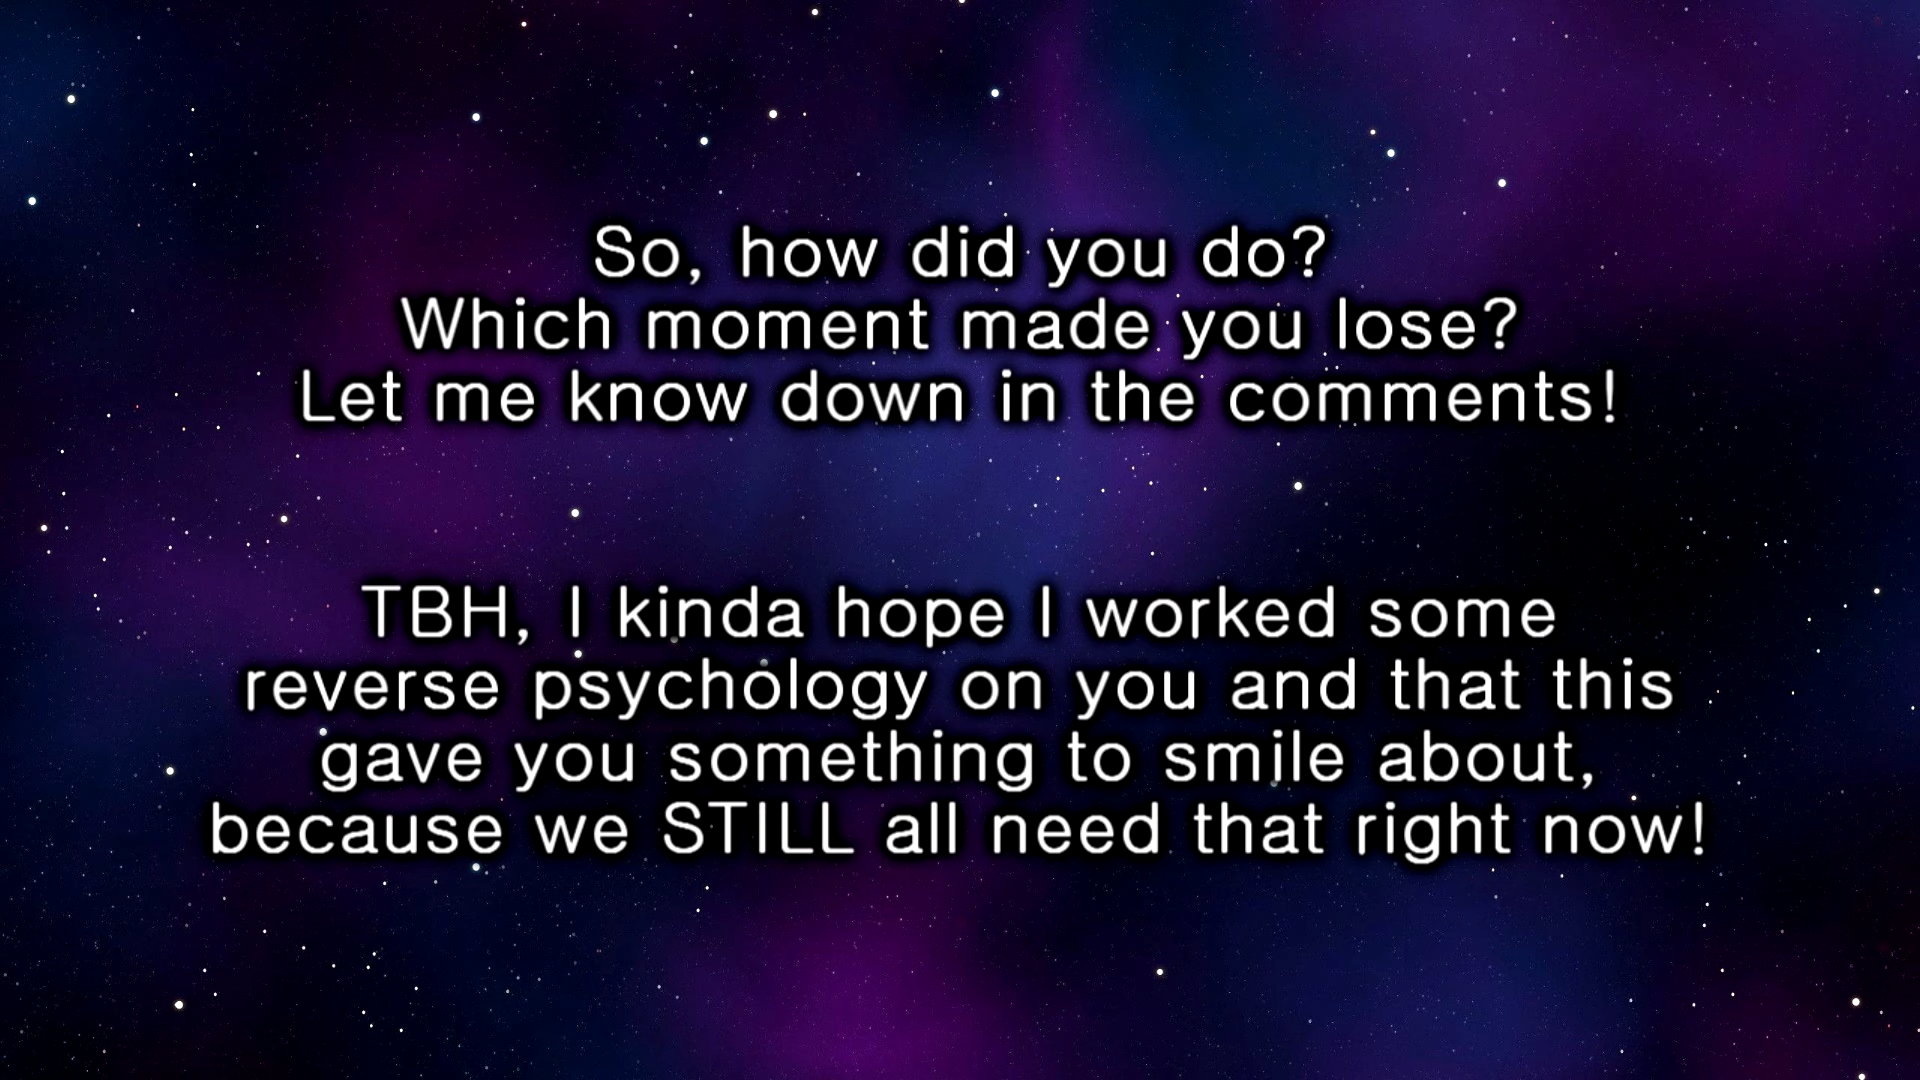 So, how did you do?
Which moment made you lose?
Let me know down in the comments!
TBH, I kinda hope I worked some
reverse psychology on you and that this
gave you something to smile about,
because we STILL all need that right now!